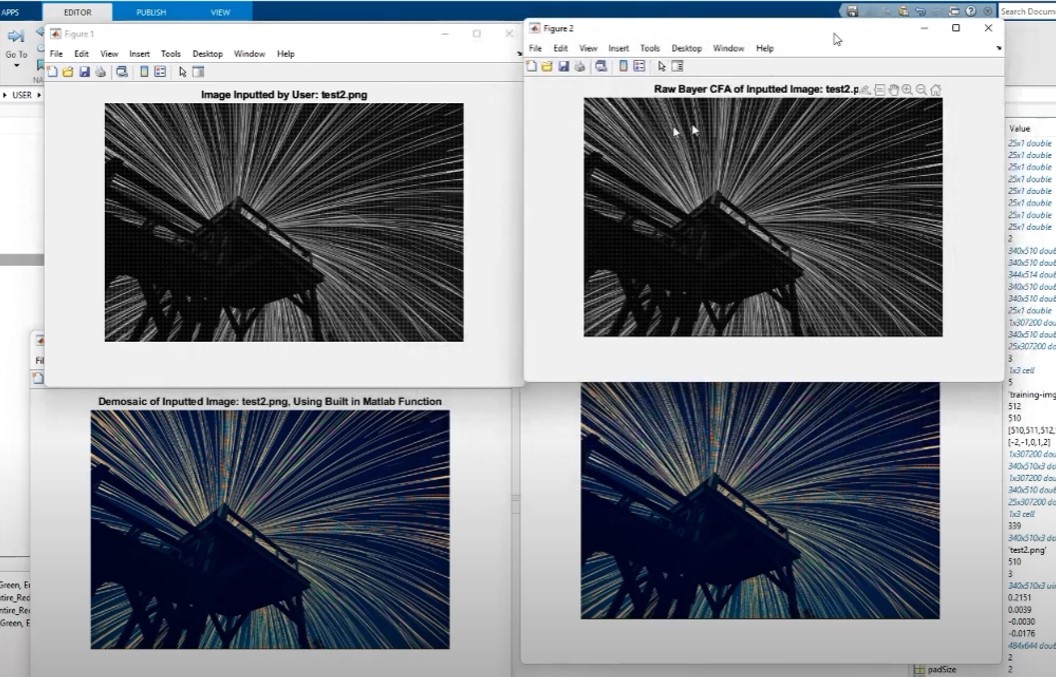 APPS
EDITOR
PUBLISH
VIEW
Search Docum
Go To
USER
Figure 1
File Edit View Insert Tools Desktop Window Help
Image Inputted by User: test2.png
Figure 2
File Edit View Insert Tools Desktop Window Help
Raw Bayer CFA of Inputted Image: test2.p
Demosaic of Inputted Image: test2.png, Using Built in Matlab Function
Value
25x1 double
25x1 double
25x1 double
25x1 double
25x1 double
25x1 double
25x1 double
25x1 double
2
340x510 doub
340x510 doub
344x514 doub
340x510 doub
340x510 doub
25x1 double
1x307200 dou
340x510 doub
25x307200 do
3
1x3 cell
5
'training-img
512
510
[510,511,512,
[-2,-1,0,1,2]
1x307200 dou
340x510x3 do
1x307200 dou
340x510 doub
25x307200 do
1x3 cell
339
340x510x3 do
'test2.png'
510
3
340x510x3 ui
0.2151
0.0039
-0.0030
-0.0176
484x644 doub
2
padSize 2
Green, E
ntire_Red
ntire_Re
Green, E